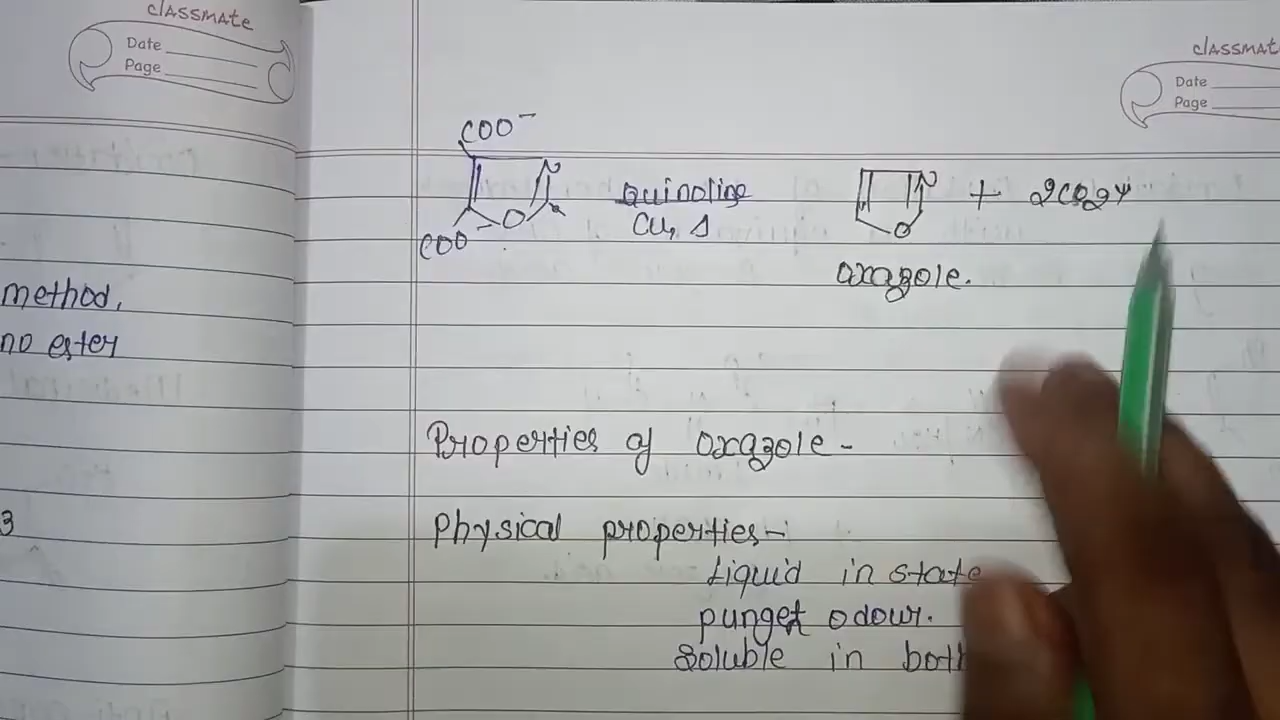 classmate
Date
Page
method,
no ester
3
classmat
Date
Page
COO⁻
N
O
COO⁻
Quinoline
Cu, Δ
N
O
+ 2CO2↑
oxazole.
Properties of oxazole -
Physical properties -
Liquid in state
punget odour.
Soluble in both